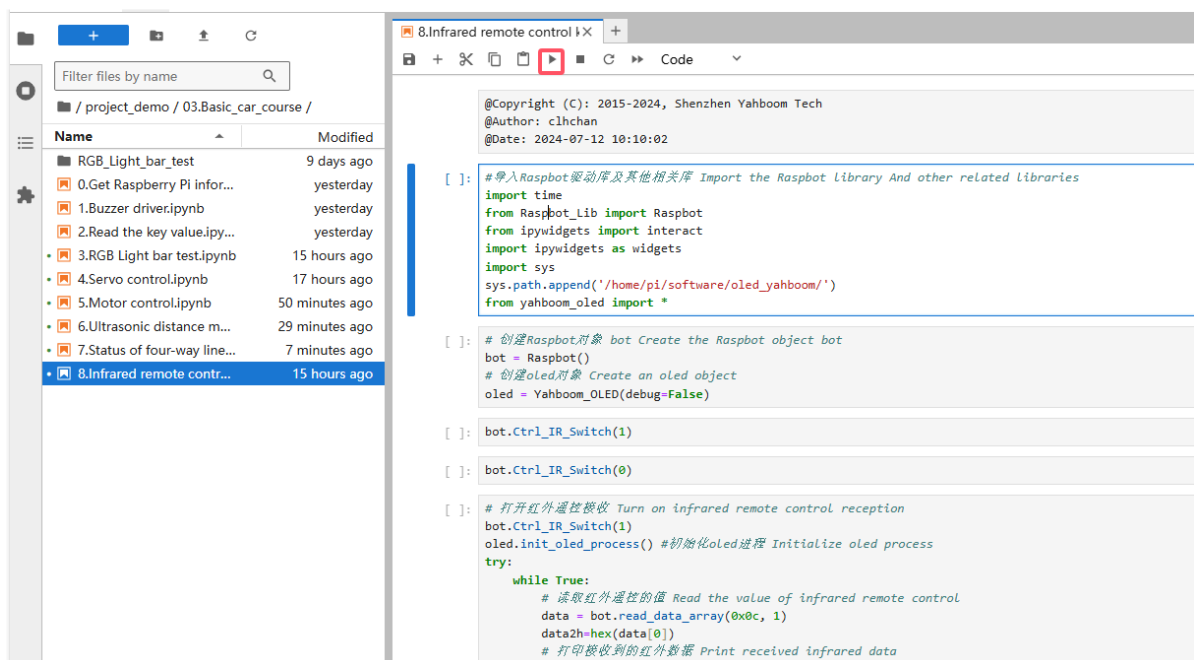 Filter files by name
/ project_demo / 03.Basic_car_course /
Name Modified
RGB_Light_bar_test 9 days ago
0.Get Raspberry Pi infor... yesterday
1.Buzzer driver.ipynb yesterday
2.Read the key value.ipy... yesterday
3.RGB Light bar test.ipynb 15 hours ago
4.Servo control.ipynb 17 hours ago
5.Motor control.ipynb 50 minutes ago
6.Ultrasonic distance m... 29 minutes ago
7.Status of four-way line... 7 minutes ago
8.Infrared remote contr... 15 hours ago
8.Infrared remote control
Code
@Copyright (C): 2015-2024, Shenzhen Yahboom Tech
@Author: clhchan
@Date: 2024-07-12 10:10:02
[ ]: #导入Raspbot驱动库及其他相关库 Import the Raspbot library And other related libraries
import time
from Raspbot_Lib import Raspbot
from ipywidgets import interact
import ipywidgets as widgets
import sys
sys.path.append('/home/pi/software/oled_yahboom/')
from yahboom_oled import *
[ ]: # 创建Raspbot对象 bot Create the Raspbot object bot
bot = Raspbot()
# 创建oled对象 Create an oled object
oled = Yahboom_OLED(debug=False)
[ ]: bot.Ctrl_IR_Switch(1)
[ ]: bot.Ctrl_IR_Switch(0)
[ ]: # 打开红外遥控接收 Turn on infrared remote control reception
bot.Ctrl_IR_Switch(1)
oled.init_oled_process() #初始化oled进程 Initialize oled process
try:
while True:
# 读取红外遥控的值 Read the value of infrared remote control
data = bot.read_data_array(0x0c, 1)
data2h=hex(data[0])
# 打印接收到的红外数据 Print received infrared data